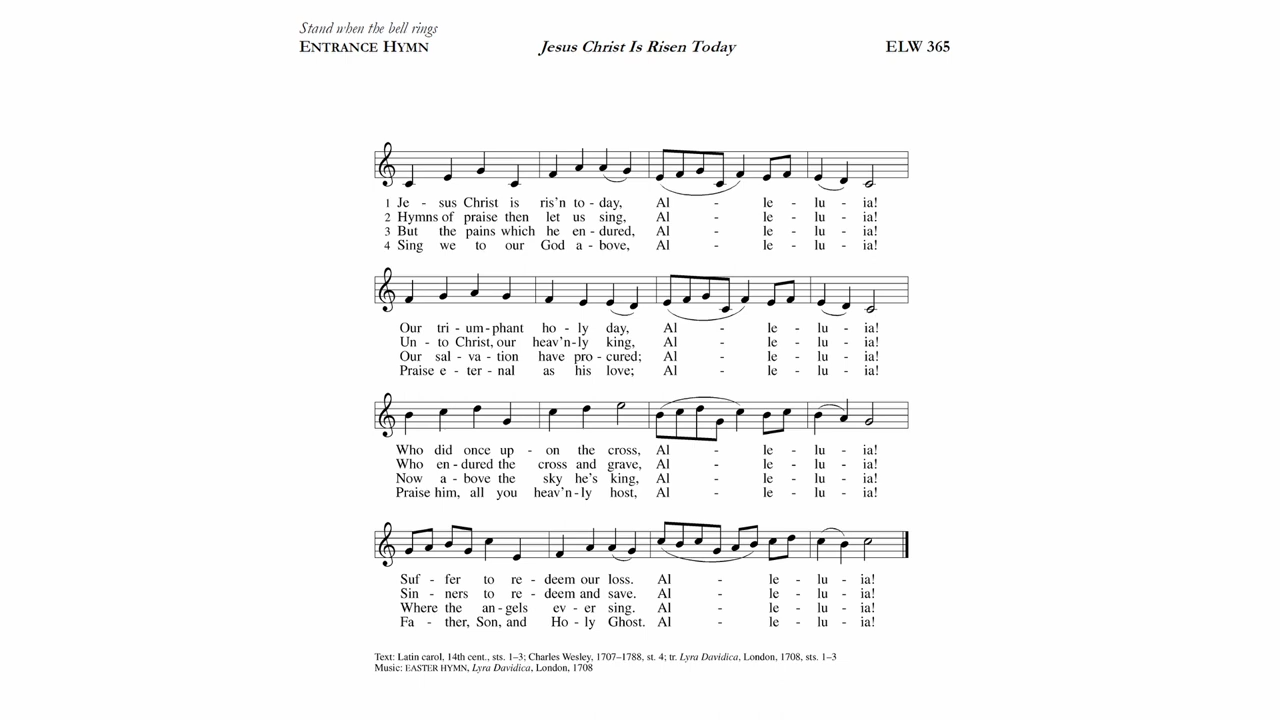 Stand when the bell rings
ENTRANCE HYMN Jesus Christ Is Risen Today ELW 365
1 Je - sus Christ is ris'n to - day, Al - le - lu - ia!
2 Hymns of praise then let us sing, Al - le - lu - ia!
3 But the pains which he en - dured, Al - le - lu - ia!
4 Sing we to our God a - bove, Al - le - lu - ia!
Our tri - um - phant ho - ly day, Al - le - lu - ia!
Un - to Christ, our heav'n - ly king, Al - le - lu - ia!
Our sal - va - tion have pro - cured; Al - le - lu - ia!
Praise e - ter - nal as his love; Al - le - lu - ia!
Who did once up - on the cross, Al - le - lu - ia!
Who en - dured the cross and grave, Al - le - lu - ia!
Now a - bove the sky he's king, Al - le - lu - ia!
Praise him, all you heav'n - ly host, Al - le - lu - ia!
Suf - fer to re - deem our loss. Al - le - lu - ia!
Sin - ners to re - deem and save. Al - le - lu - ia!
Where the an - gels ev - er sing. Al - le - lu - ia!
Fa - ther, Son, and Ho - ly Ghost. Al - le - lu - ia!
Text: Latin carol, 14th cent., sts. 1–3; Charles Wesley, 1707–1788, st. 4; tr. Lyra Davidica, London, 1708, sts. 1–3
Music: EASTER HYMN, Lyra Davidica, London, 1708